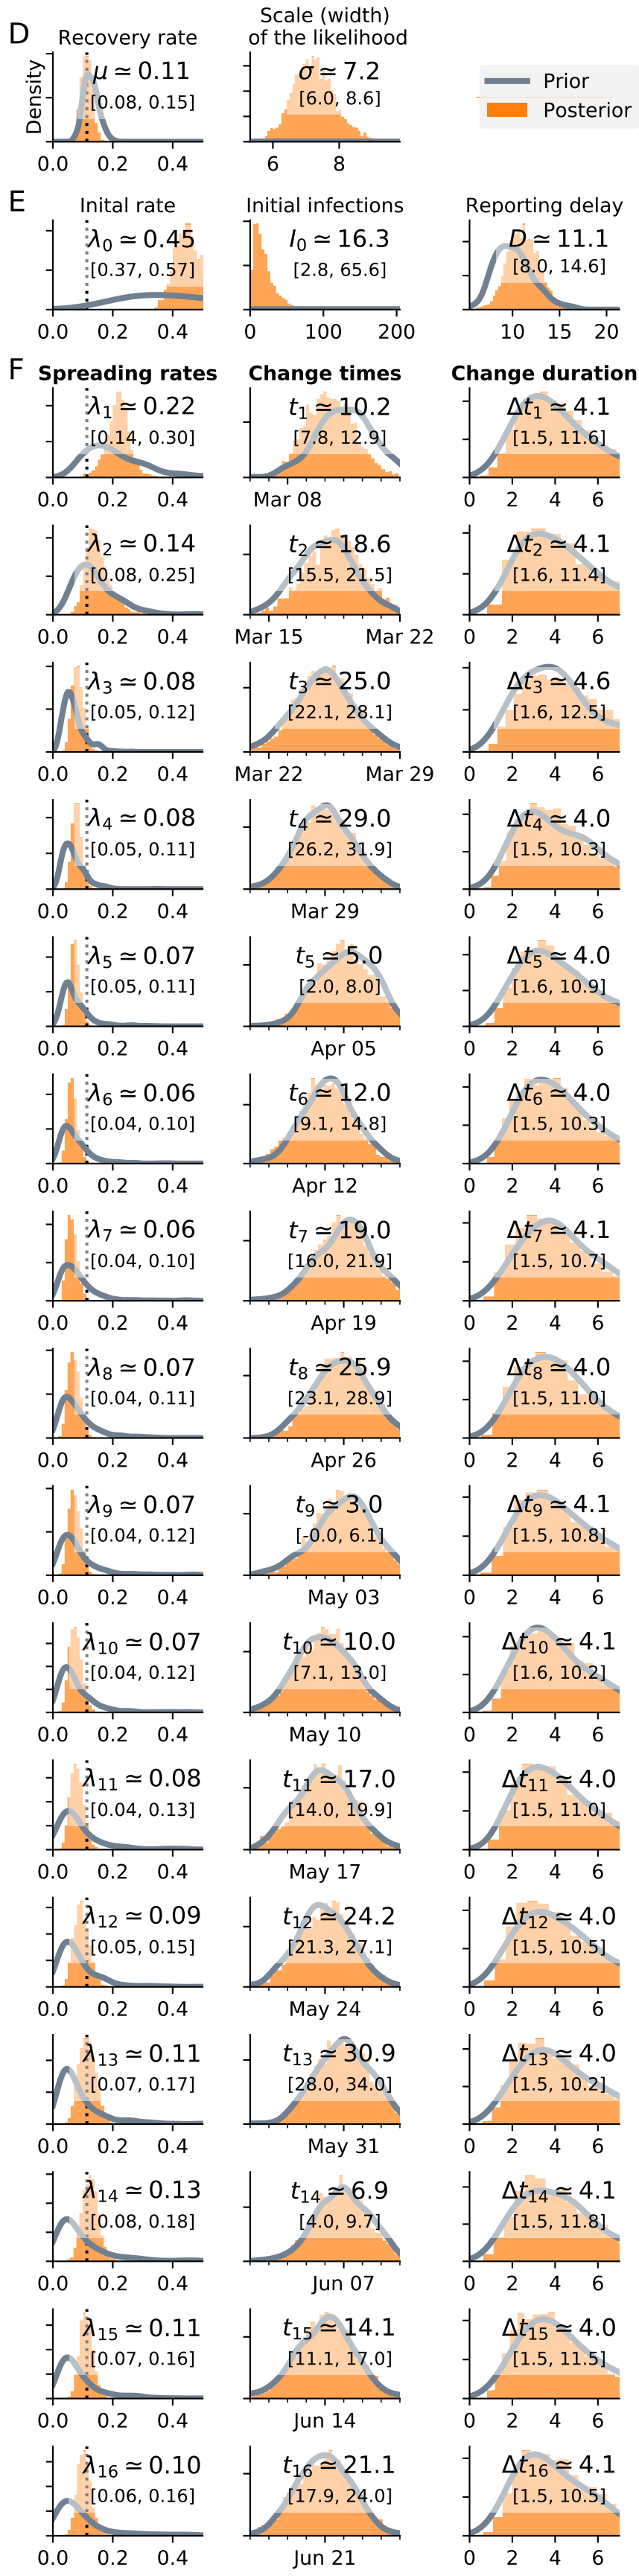 D
Recovery rate
Scale (width)
of the likelihood
Density
μ ≃ 0.11
[0.08, 0.15]
σ ≃ 7.2
[6.0, 8.6]
Prior
Posterior
0.0 0.2 0.4
6 8
E
Inital rate
Initial infections
Reporting delay
λ0 ≃ 0.45
[0.37, 0.57]
I0 ≃ 16.3
[2.8, 65.6]
D ≃ 11.1
[8.0, 14.6]
0.0 0.2 0.4
0 100 200
10 15 20
F
Spreading rates
Change times
Change duration
λ1 ≃ 0.22
[0.14, 0.30]
t1 ≃ 10.2
[7.8, 12.9]
Δt1 ≃ 4.1
[1.5, 11.6]
0.0 0.2 0.4
Mar 08
0 2 4 6
λ2 ≃ 0.14
[0.08, 0.25]
t2 ≃ 18.6
[15.5, 21.5]
Δt2 ≃ 4.1
[1.6, 11.4]
0.0 0.2 0.4
Mar 15 Mar 22
0 2 4 6
λ3 ≃ 0.08
[0.05, 0.12]
t3 ≃ 25.0
[22.1, 28.1]
Δt3 ≃ 4.6
[1.6, 12.5]
0.0 0.2 0.4
Mar 22 Mar 29
0 2 4 6
λ4 ≃ 0.08
[0.05, 0.11]
t4 ≃ 29.0
[26.2, 31.9]
Δt4 ≃ 4.0
[1.5, 10.3]
0.0 0.2 0.4
Mar 29
0 2 4 6
λ5 ≃ 0.07
[0.05, 0.11]
t5 ≃ 5.0
[2.0, 8.0]
Δt5 ≃ 4.0
[1.6, 10.9]
0.0 0.2 0.4
Apr 05
0 2 4 6
λ6 ≃ 0.06
[0.04, 0.10]
t6 ≃ 12.0
[9.1, 14.8]
Δt6 ≃ 4.0
[1.5, 10.3]
0.0 0.2 0.4
Apr 12
0 2 4 6
λ7 ≃ 0.06
[0.04, 0.10]
t7 ≃ 19.0
[16.0, 21.9]
Δt7 ≃ 4.1
[1.5, 10.7]
0.0 0.2 0.4
Apr 19
0 2 4 6
λ8 ≃ 0.07
[0.04, 0.11]
t8 ≃ 25.9
[23.1, 28.9]
Δt8 ≃ 4.0
[1.5, 11.0]
0.0 0.2 0.4
Apr 26
0 2 4 6
λ9 ≃ 0.07
[0.04, 0.12]
t9 ≃ 3.0
[-0.0, 6.1]
Δt9 ≃ 4.1
[1.5, 10.8]
0.0 0.2 0.4
May 03
0 2 4 6
λ10 ≃ 0.07
[0.04, 0.12]
t10 ≃ 10.0
[7.1, 13.0]
Δt10 ≃ 4.1
[1.6, 10.2]
0.0 0.2 0.4
May 10
0 2 4 6
λ11 ≃ 0.08
[0.04, 0.13]
t11 ≃ 17.0
[14.0, 19.9]
Δt11 ≃ 4.0
[1.5, 11.0]
0.0 0.2 0.4
May 17
0 2 4 6
λ12 ≃ 0.09
[0.05, 0.15]
t12 ≃ 24.2
[21.3, 27.1]
Δt12 ≃ 4.0
[1.5, 10.5]
0.0 0.2 0.4
May 24
0 2 4 6
λ13 ≃ 0.11
[0.07, 0.17]
t13 ≃ 30.9
[28.0, 34.0]
Δt13 ≃ 4.0
[1.5, 10.2]
0.0 0.2 0.4
May 31
0 2 4 6
λ14 ≃ 0.13
[0.08, 0.18]
t14 ≃ 6.9
[4.0, 9.7]
Δt14 ≃ 4.1
[1.5, 11.8]
0.0 0.2 0.4
Jun 07
0 2 4 6
λ15 ≃ 0.11
[0.07, 0.16]
t15 ≃ 14.1
[11.1, 17.0]
Δt15 ≃ 4.0
[1.5, 11.5]
0.0 0.2 0.4
Jun 14
0 2 4 6
λ16 ≃ 0.10
[0.06, 0.16]
t16 ≃ 21.1
[17.9, 24.0]
Δt16 ≃ 4.1
[1.5, 10.5]
0.0 0.2 0.4
Jun 21
0 2 4 6